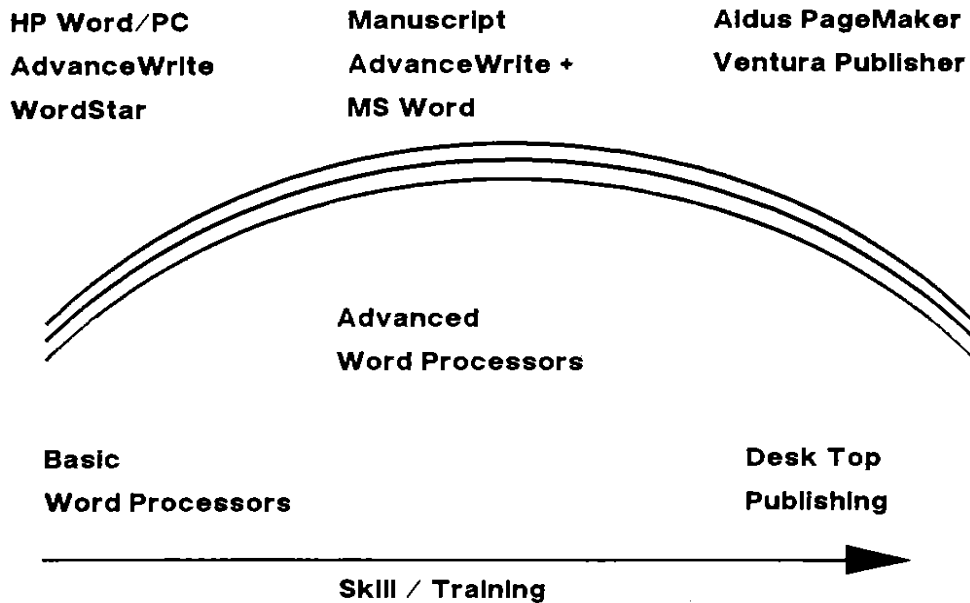 HP Word/PC
AdvanceWrite
WordStar
Manuscript
AdvanceWrite +
MS Word
Aldus PageMaker
Ventura Publisher
Advanced
Word Processors
Basic
Word Processors
Desk Top
Publishing
Skill / Training